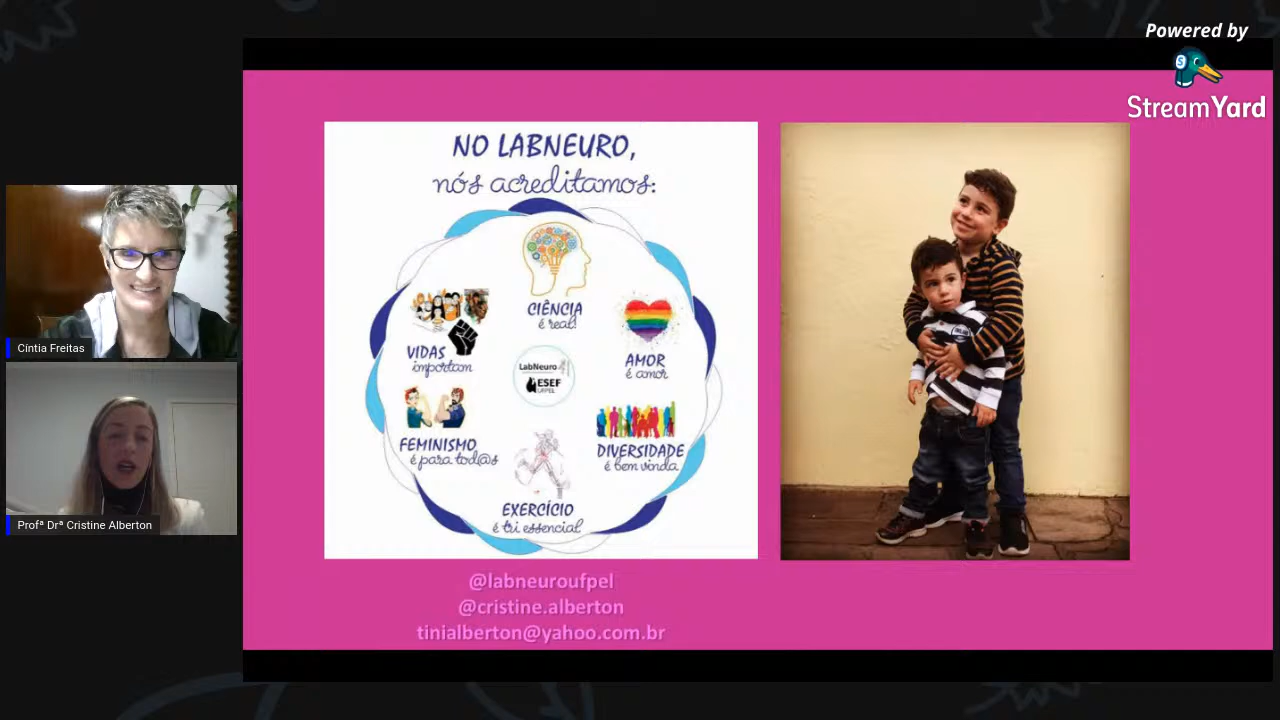 Powered by
StreamYard
NO LABNEURO,
nós acreditamos:
CIÊNCIA
é real!
VIDAS
importam
AMOR
é amor
LabNeuro
ESEF
UFPEL
FEMINISMO
é para tod@s
DIVERSIDADE
é bem vinda
EXERCÍCIO
é tri essencial
@labneuroufpel
@cristine.alberton
tinialberton@yahoo.com.br
Cíntia Freitas
Profª Drª Cristine Alberton